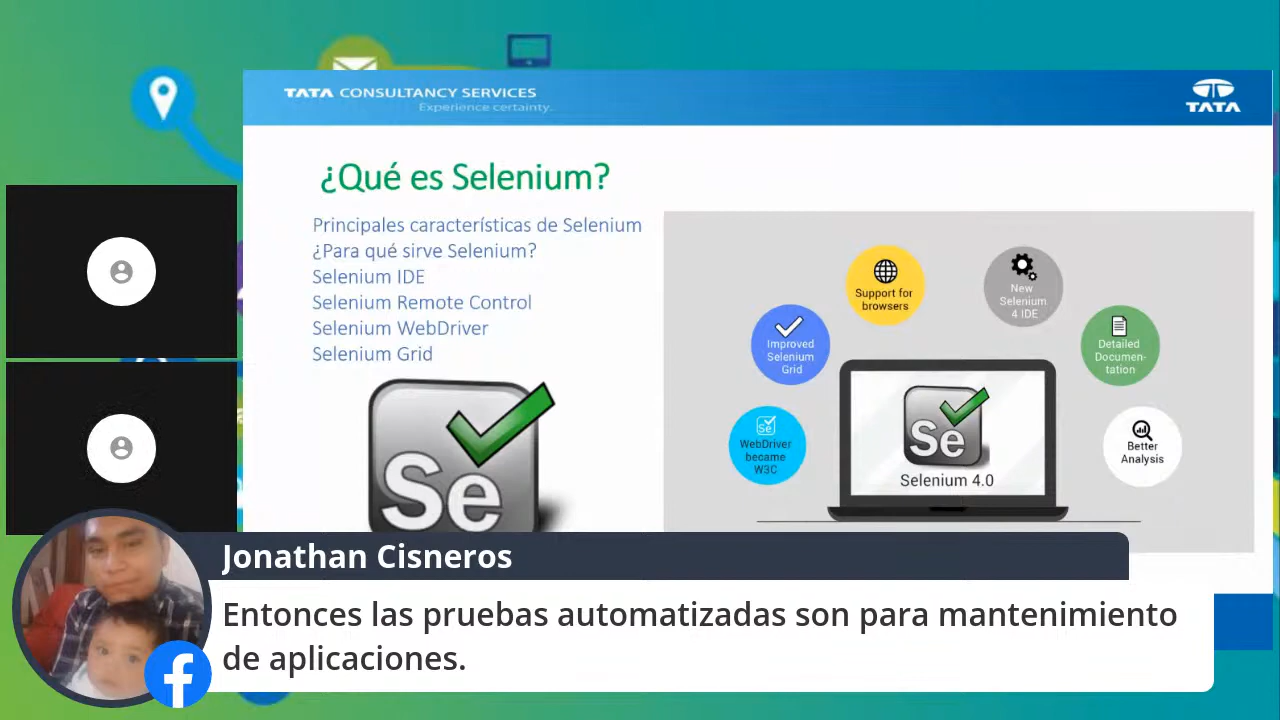 TATA CONSULTANCY SERVICES
Experience certainty.
TATA
¿Qué es Selenium?
Principales características de Selenium
¿Para qué sirve Selenium?
Selenium IDE
Selenium Remote Control
Selenium WebDriver
Selenium Grid
Se
Support for
browsers
New
Selenium
4 IDE
Improved
Selenium
Grid
Detailed
Documen-
tation
Se
WebDriver
became
W3C
Better
Analysis
Se
Selenium 4.0
Jonathan Cisneros
Entonces las pruebas automatizadas son para mantenimiento
de aplicaciones.